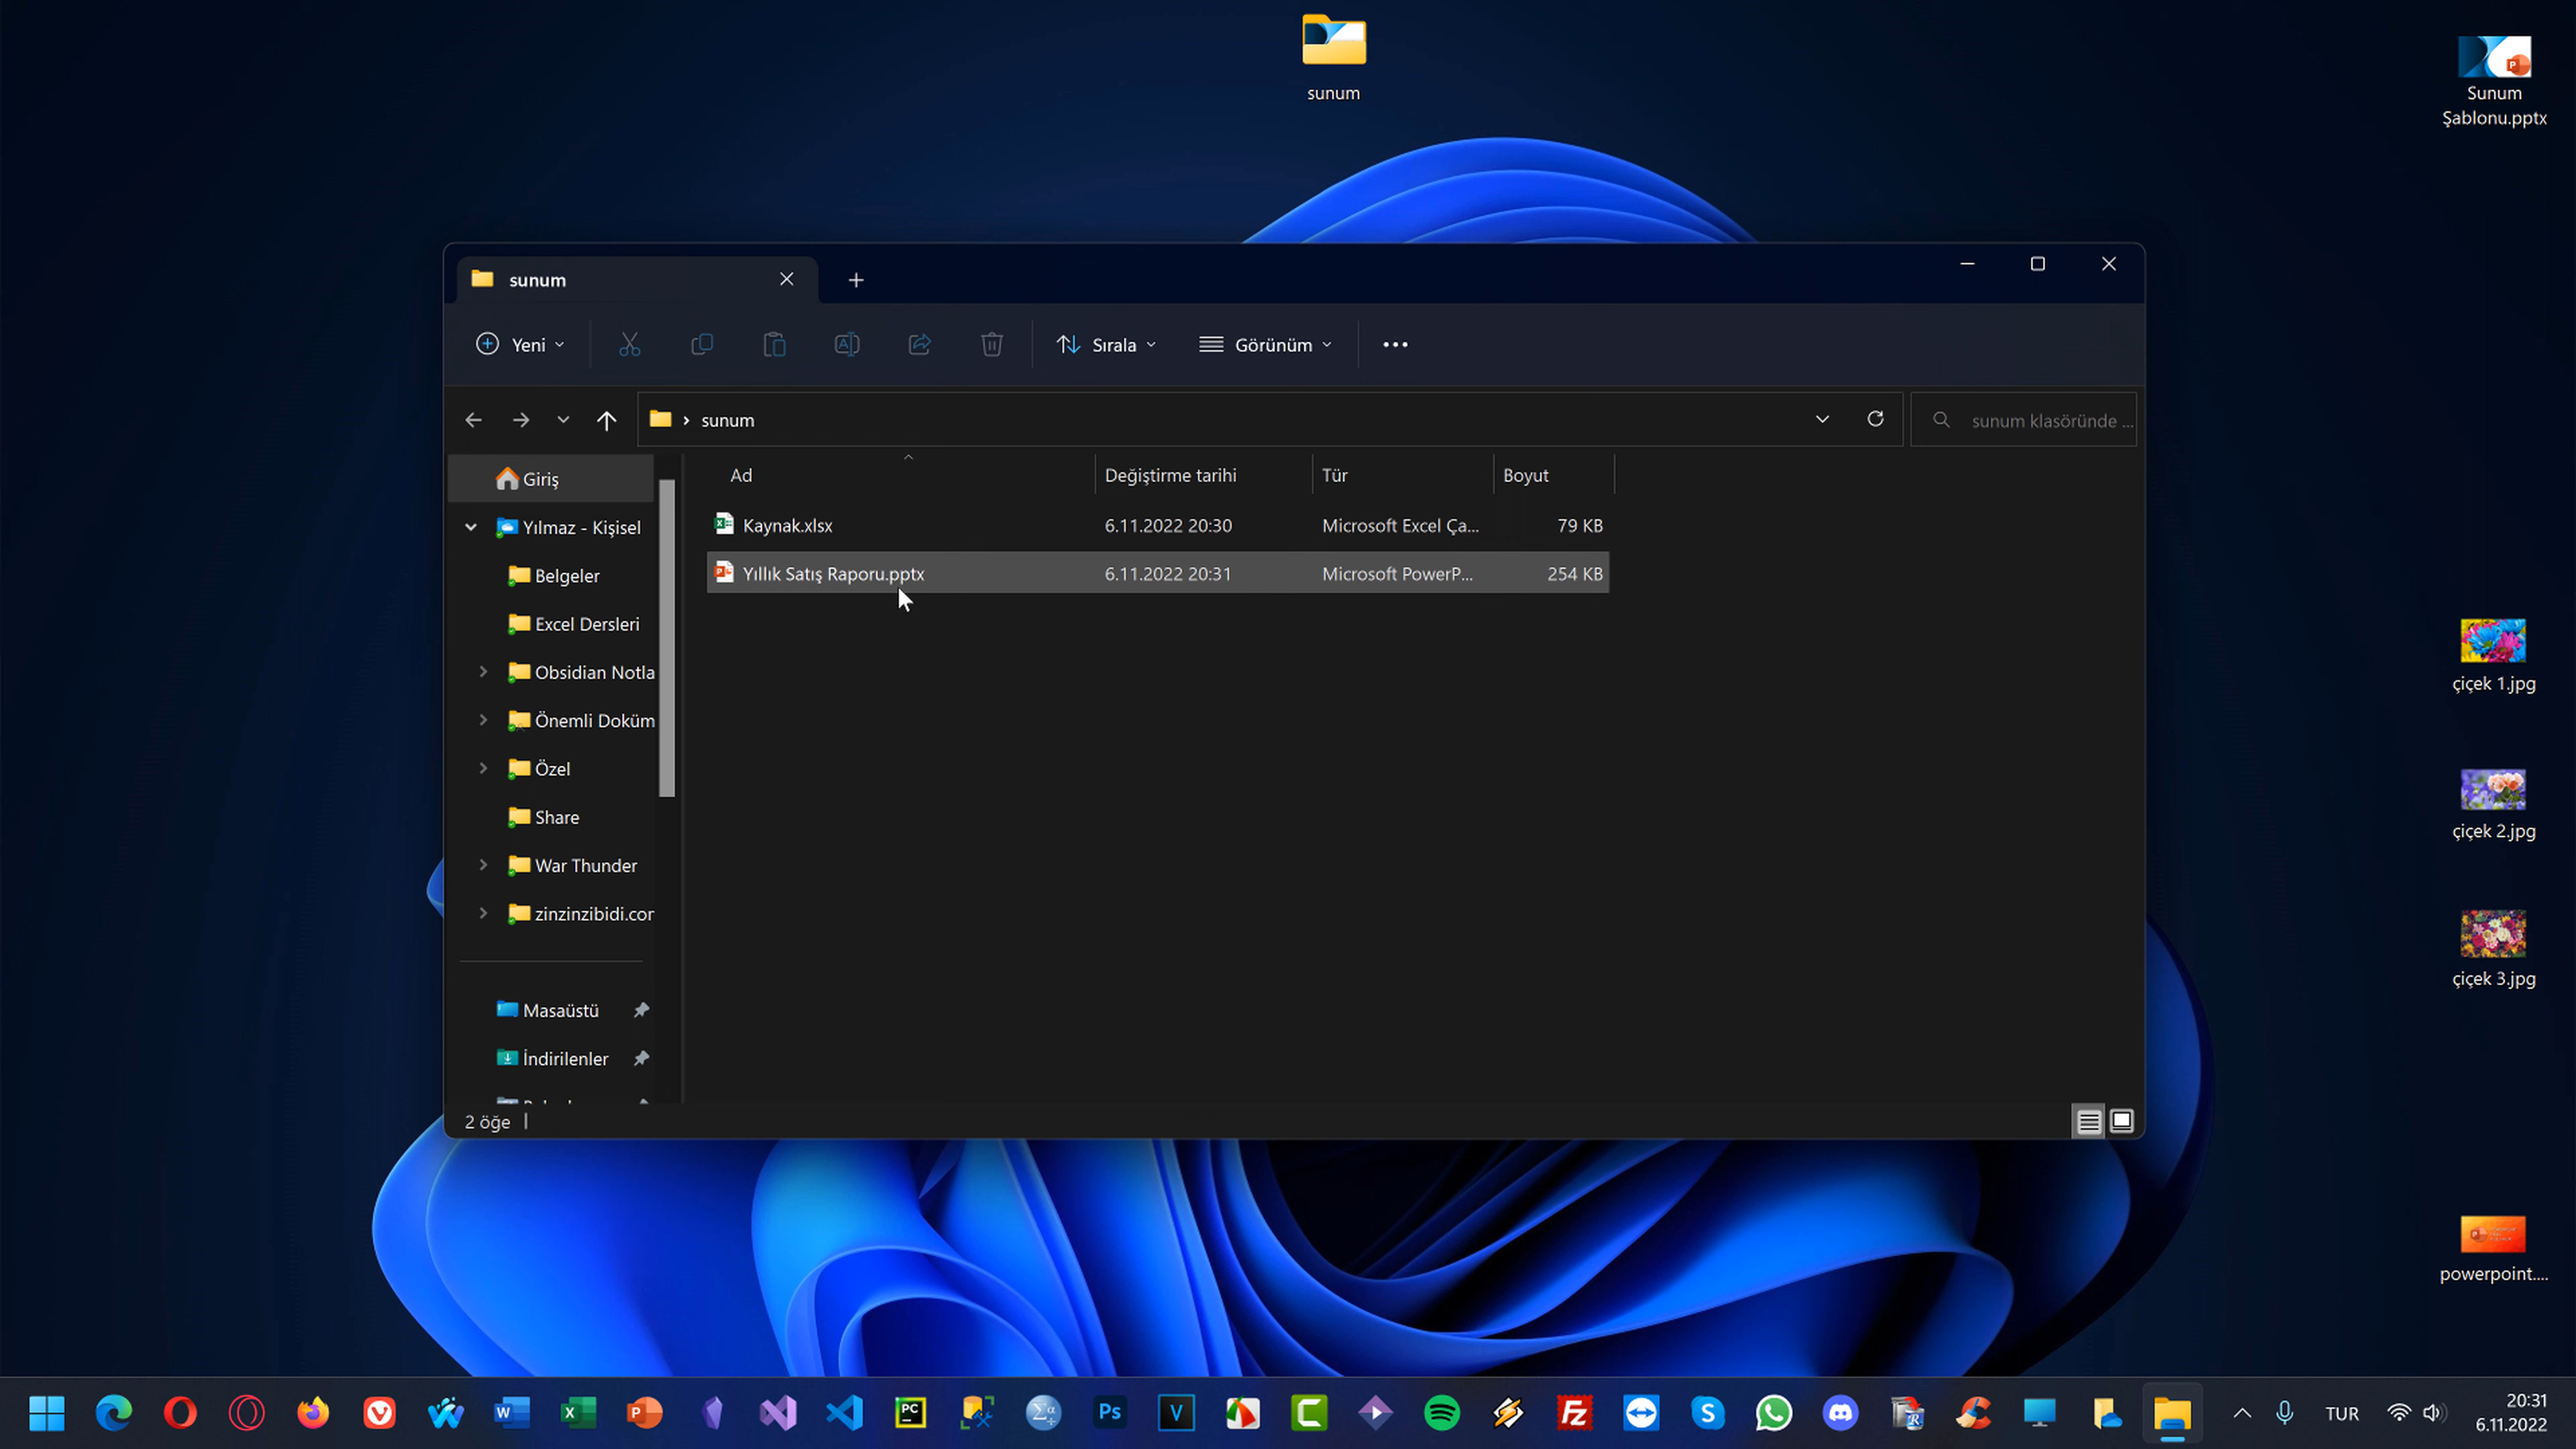 sunum
Sunum
Şablonu.pptx
sunum
Yeni
Sırala
Görünüm
sunum
sunum klasöründe ...
Giriş
Yılmaz - Kişisel
Belgeler
Excel Dersleri
Obsidian Notla
Önemli Doküm
Özel
Share
War Thunder
zinzinzibidi.cor
Masaüstü
İndirilenler
Ad
Değiştirme tarihi
Tür
Boyut
Kaynak.xlsx
6.11.2022 20:30
Microsoft Excel Ça...
79 KB
Yıllık Satış Raporu.pptx
6.11.2022 20:31
Microsoft PowerP...
254 KB
2 öğe
çiçek 1.jpg
çiçek 2.jpg
çiçek 3.jpg
powerpoint....
TUR
20:31
6.11.2022